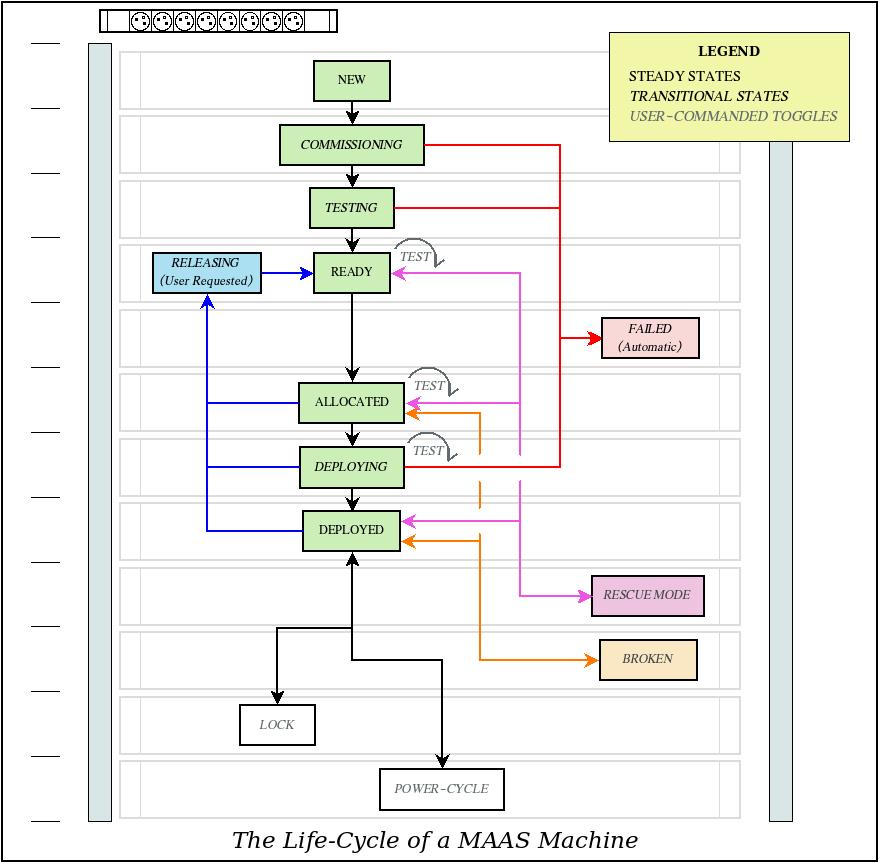 LEGEND
STEADY STATES
TRANSITIONAL STATES
USER-COMMANDED TOGGLES
NEW
COMMISSIONING
TESTING
RELEASING
(User Requested)
READY
TEST
FAILED
(Automatic)
ALLOCATED
TEST
DEPLOYING
TEST
DEPLOYED
RESCUE MODE
BROKEN
LOCK
POWER-CYCLE
The Life-Cycle of a MAAS Machine